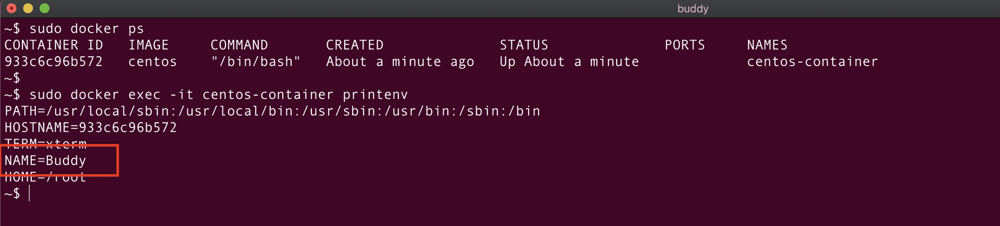 buddy
~$ sudo docker ps
CONTAINER ID   IMAGE     COMMAND       CREATED              STATUS              PORTS     NAMES
933c6c96b572   centos    "/bin/bash"   About a minute ago   Up About a minute             centos-container
~$
~$ sudo docker exec -it centos-container printenv
PATH=/usr/local/sbin:/usr/local/bin:/usr/sbin:/usr/bin:/sbin:/bin
HOSTNAME=933c6c96b572
TERM=xterm
NAME=Buddy
HOME=/root
~$